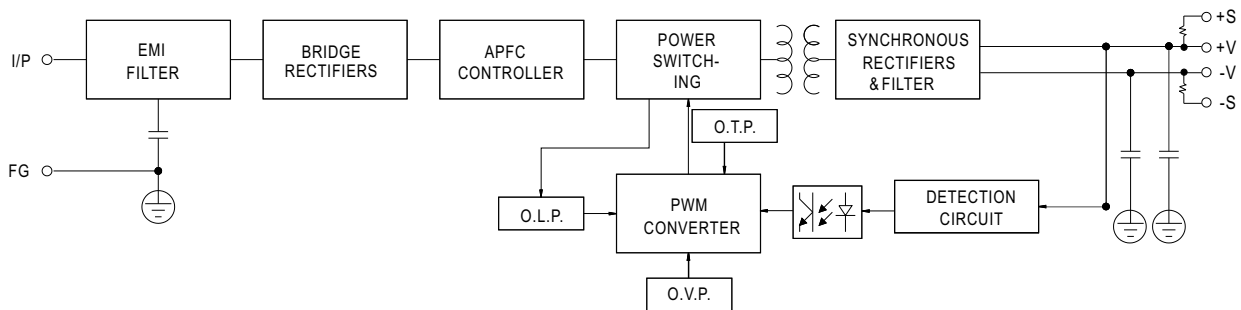 I/P
EMI
FILTER
BRIDGE
RECTIFIERS
APFC
CONTROLLER
POWER
SWITCH-
ING
SYNCHRONOUS
RECTIFIERS
&FILTER
+S
+V
-V
-S
FG
O.T.P.
O.L.P.
PWM
CONVERTER
DETECTION
CIRCUIT
O.V.P.